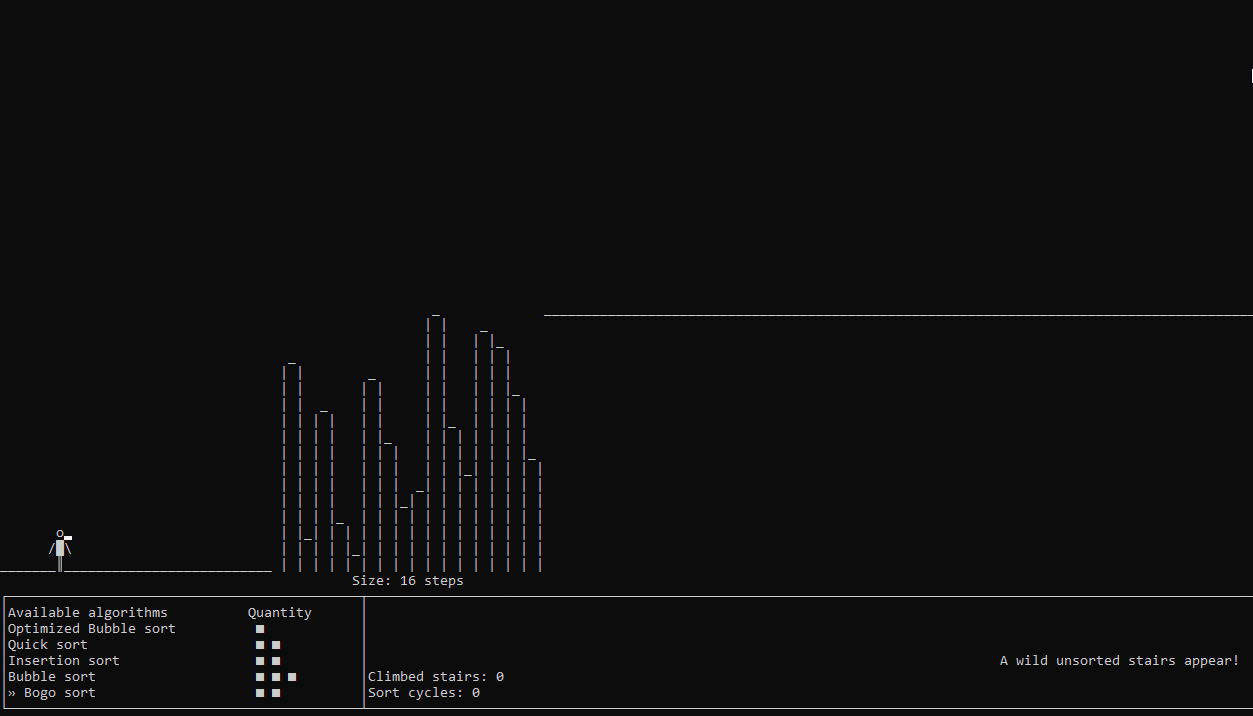 Size: 16 steps
Available algorithms Quantity
Optimized Bubble sort ■
Quick sort ■ ■
Insertion sort ■ ■
Bubble sort ■ ■ ■
» Bogo sort ■ ■
Climbed stairs: 0
Sort cycles: 0
A wild unsorted stairs appear!